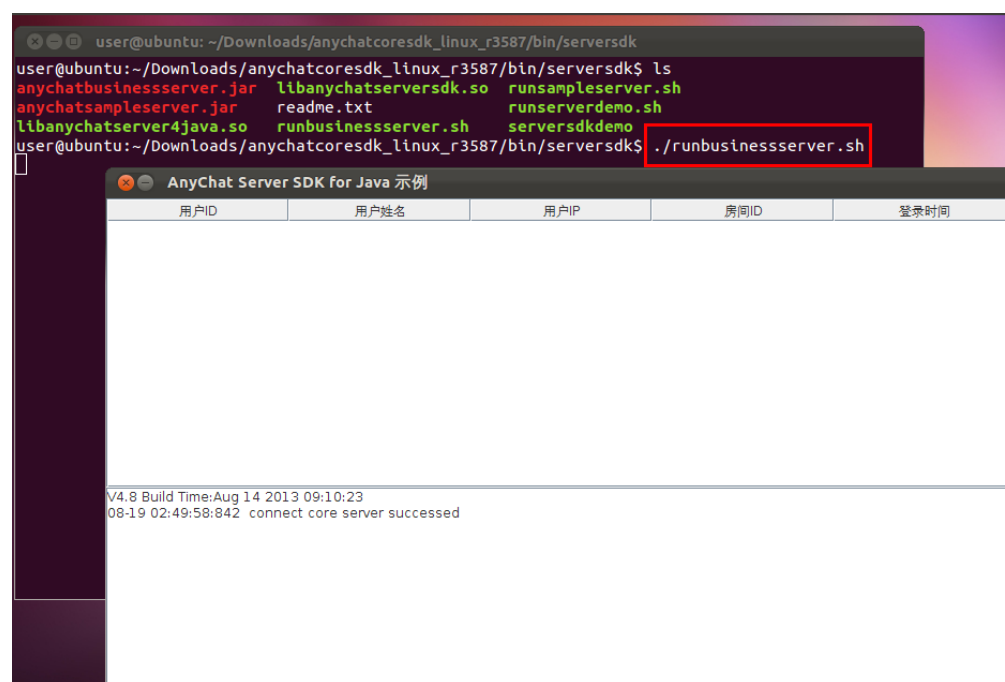 user@ubuntu: ~/Downloads/anychatcoresdk_linux_r3587/bin/serversdk
user@ubuntu:~/Downloads/anychatcoresdk_linux_r3587/bin/serversdk$ ls
anychatbusinessserver.jar libanychatserversdk.so runsampleserver.sh
anychatsampleserver.jar readme.txt runserverdemo.sh
libanychatserver4java.so runbusinessserver.sh serversdkdemo
user@ubuntu:~/Downloads/anychatcoresdk_linux_r3587/bin/serversdk$ ./runbusinessserver.sh
AnyChat Server SDK for Java 示例
用户ID 用户姓名 用户IP 房间ID 登录时间
V4.8 Build Time:Aug 14 2013 09:10:23
08-19 02:49:58:842 connect core server successed